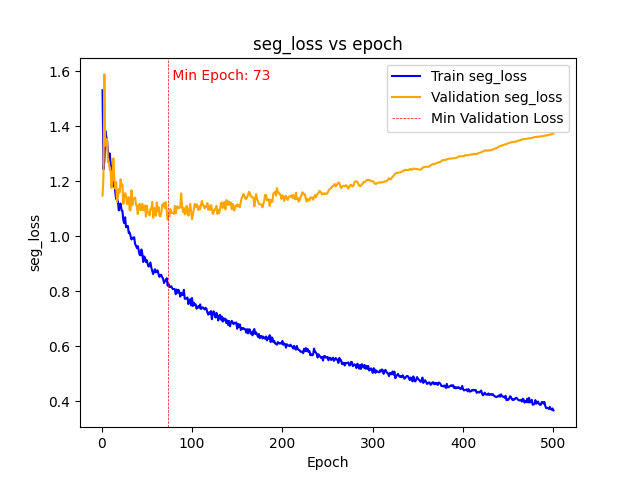 seg_loss vs epoch
Min Epoch: 73
Train seg_loss
Validation seg_loss
Min Validation Loss
seg_loss
1.6
1.4
1.2
1.0
0.8
0.6
0.4
0
100
200
300
400
500
Epoch